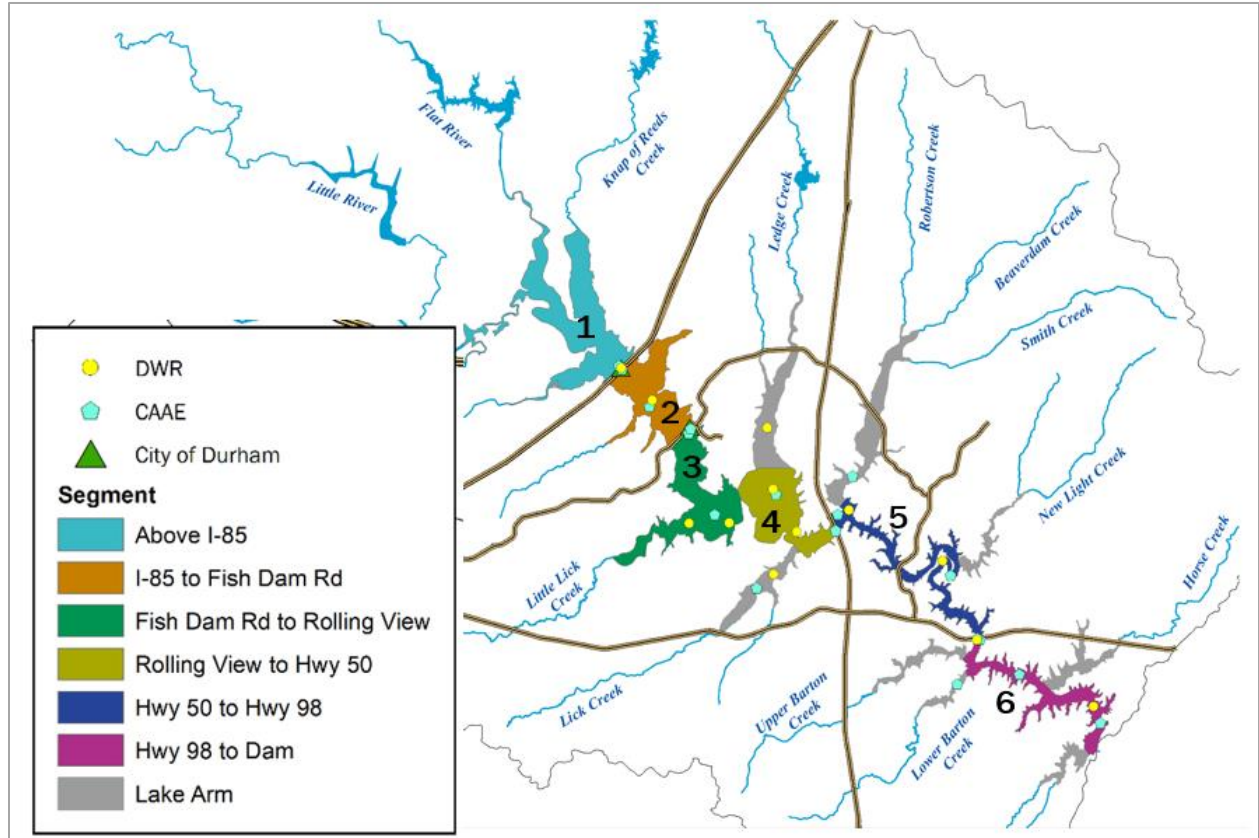 Flat River
Knap of Reeds
Creek
Little River
Ledge Creek
Robertson Creek
Beaverdam Creek
Smith Creek
1
2
3
4
5
New Light Creek
Horse Creek
Little Lick
Creek
Lick Creek
Upper Barton
Creek
Lower Barton
Creek
6
DWR
CAAE
City of Durham
Segment
Above I-85
I-85 to Fish Dam Rd
Fish Dam Rd to Rolling View
Rolling View to Hwy 50
Hwy 50 to Hwy 98
Hwy 98 to Dam
Lake Arm